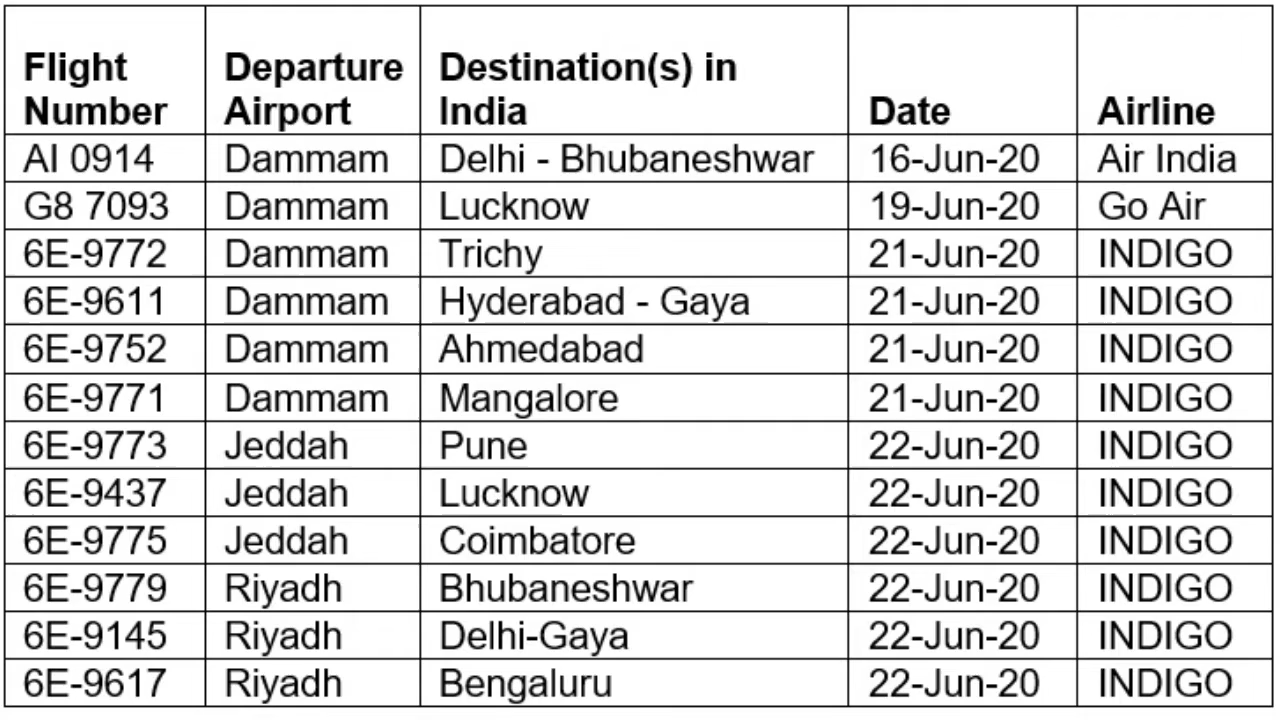 Flight Number Departure Airport Destination(s) in India Date Airline
AI 0914 Dammam Delhi - Bhubaneshwar 16-Jun-20 Air India
G8 7093 Dammam Lucknow 19-Jun-20 Go Air
6E-9772 Dammam Trichy 21-Jun-20 INDIGO
6E-9611 Dammam Hyderabad - Gaya 21-Jun-20 INDIGO
6E-9752 Dammam Ahmedabad 21-Jun-20 INDIGO
6E-9771 Dammam Mangalore 21-Jun-20 INDIGO
6E-9773 Jeddah Pune 22-Jun-20 INDIGO
6E-9437 Jeddah Lucknow 22-Jun-20 INDIGO
6E-9775 Jeddah Coimbatore 22-Jun-20 INDIGO
6E-9779 Riyadh Bhubaneshwar 22-Jun-20 INDIGO
6E-9145 Riyadh Delhi-Gaya 22-Jun-20 INDIGO
6E-9617 Riyadh Bengaluru 22-Jun-20 INDIGO